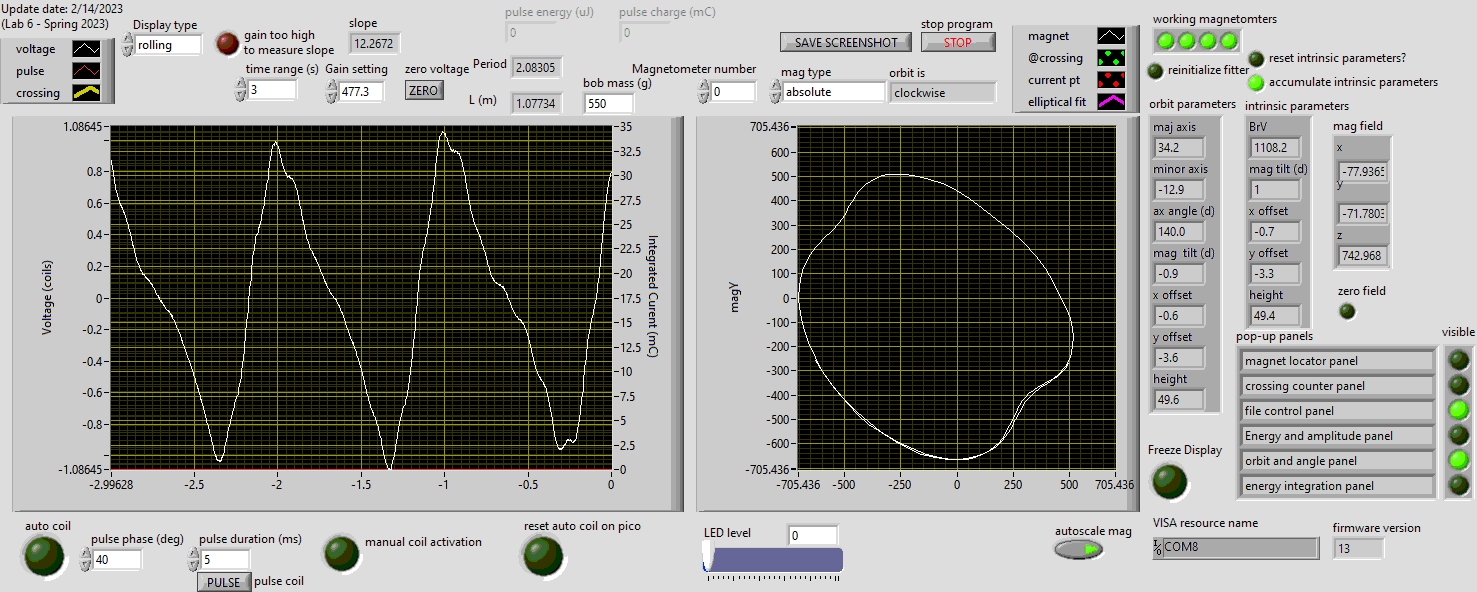 Update date: 2/14/2023
(Lab 6 - Spring 2023)
voltage
pulse
crossing
Display type
rolling
gain too high
to measure slope
slope
12.2672
time range (s)
3
Gain setting
477.3
zero voltage
ZERO
pulse energy (uJ)
0
pulse charge (mC)
0
Period
2.08305
L (m)
1.07734
bob mass (g)
550
Magnetometer number
0
SAVE SCREENSHOT
stop program
STOP
mag type
absolute
orbit is
clockwise
magnet
@crossing
current pt
elliptical fit
working magnetomters
reinitialize fitter
reset intrinsic parameters?
accumulate intrinsic parameters
orbit parameters
maj axis
34.2
minor axis
-12.9
ax angle (d)
140.0
mag tilt (d)
-0.9
x offset
-0.6
y offset
-3.6
height
49.6
intrinsic parameters
BrV
1108.2
mag tilt (d)
1
x offset
-0.7
y offset
-3.3
height
49.4
mag field
x
-77.936
y
-71.780
z
742.968
zero field
pop-up panels
visible
magnet locator panel
crossing counter panel
file control panel
Energy and amplitude panel
orbit and angle panel
energy integration panel
Voltage (coils)
1.08645
0.8
0.6
0.4
0.2
0
-0.2
-0.4
-0.6
-0.8
-1.08645
-2.99628
-2.5
-2
-1.5
-1
-0.5
0
35
32.5
30
27.5
25
22.5
20
17.5
15
12.5
10
7.5
5
2.5
0
Integrated Curent (mC)
magY
705.436
600
500
400
300
200
100
0
-100
-200
-300
-400
-500
-600
-705.436
-705.436
-500
-250
0
250
500
705.436
Freeze Display
auto coil
pulse phase (deg)
40
pulse duration (ms)
5
PULSE
pulse coil
manual coil activation
reset auto coil on pico
LED level
0
autoscale mag
VISA resource name
COM8
firmware version
13